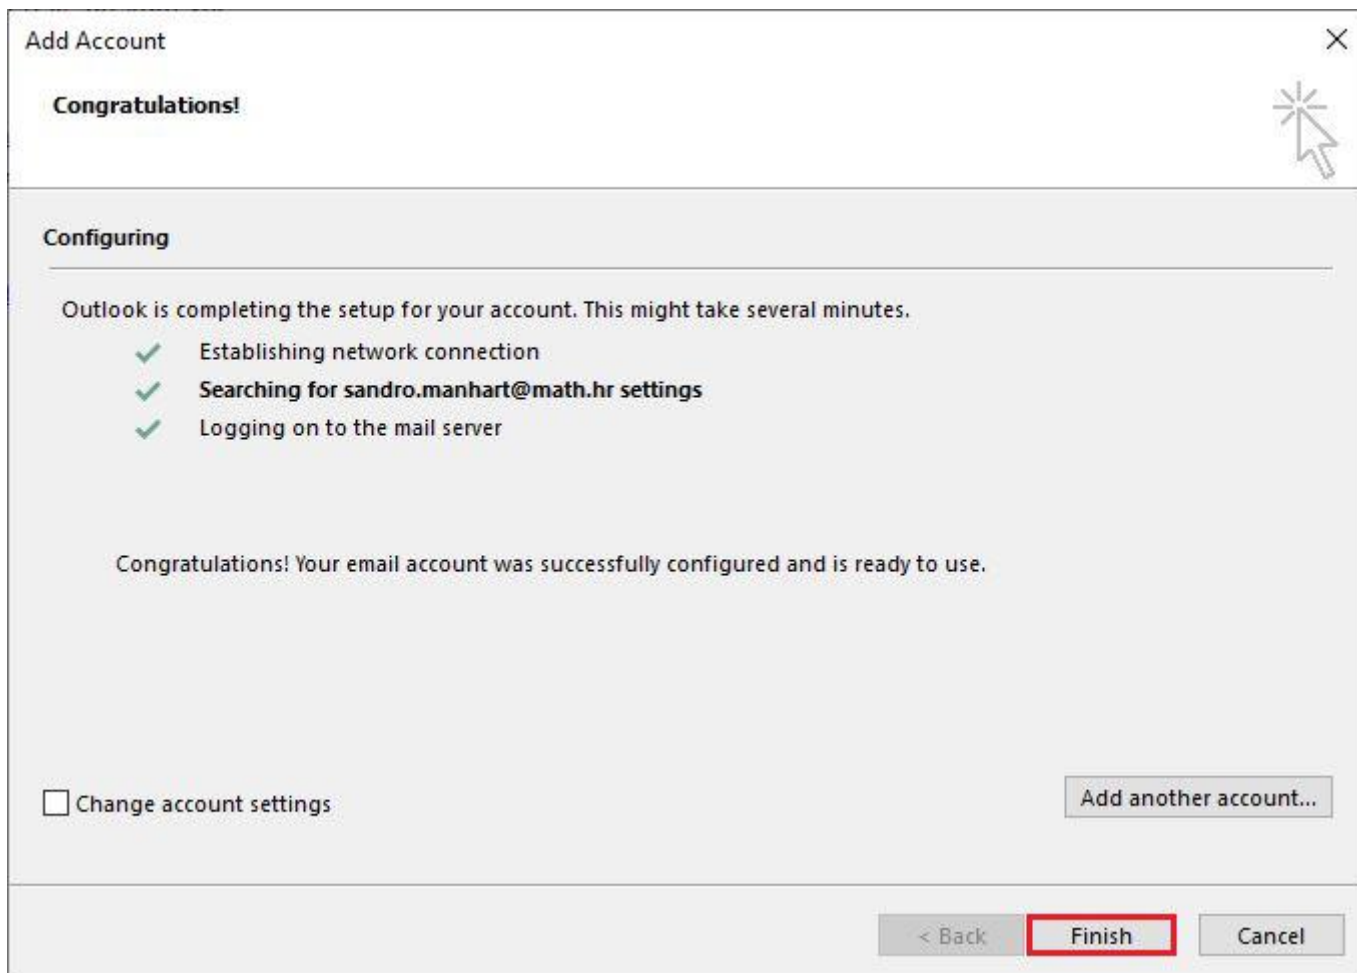 Add Account
Congratulations!
Configuring
Outlook is completing the setup for your account. This might take several minutes.
Establishing network connection
Searching for sandro.manhart@math.hr settings
Logging on to the mail server
Congratulations! Your email account was successfully configured and is ready to use.
Change account settings
Add another account...
< Back
Finish
Cancel